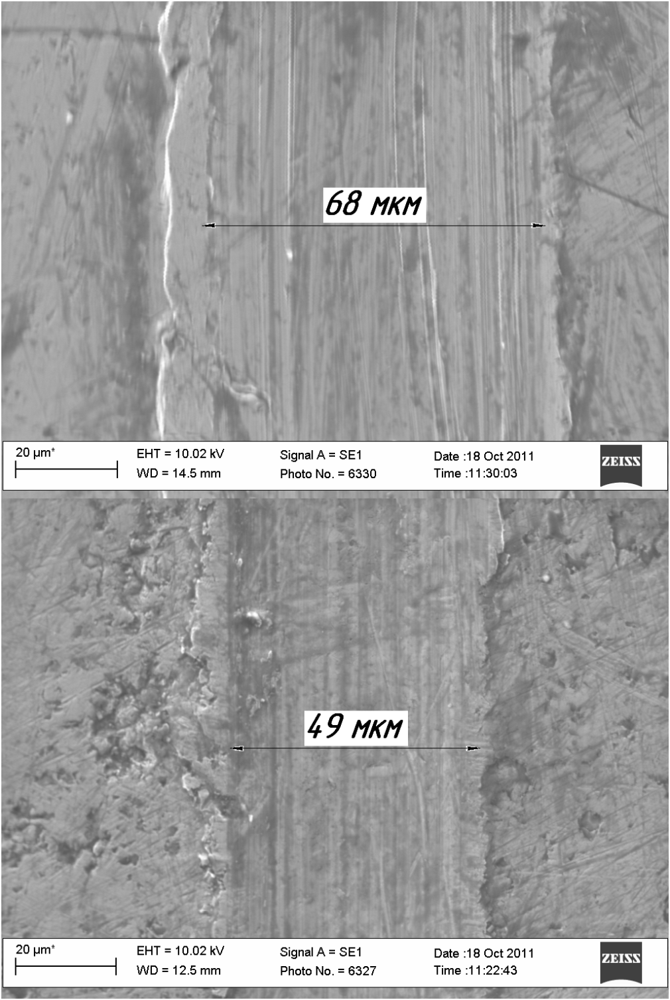 68 мкм
20 µm*
EHT = 10.02 kV
Signal A = SE1
Date :18 Oct 2011
ZEISS
WD = 14.5 mm
Photo No. = 6330
Time :11:30:03
49 мкм
20 µm*
EHT = 10.02 kV
Signal A = SE1
Date :18 Oct 2011
ZEISS
WD = 12.5 mm
Photo No. = 6327
Time :11:22:43